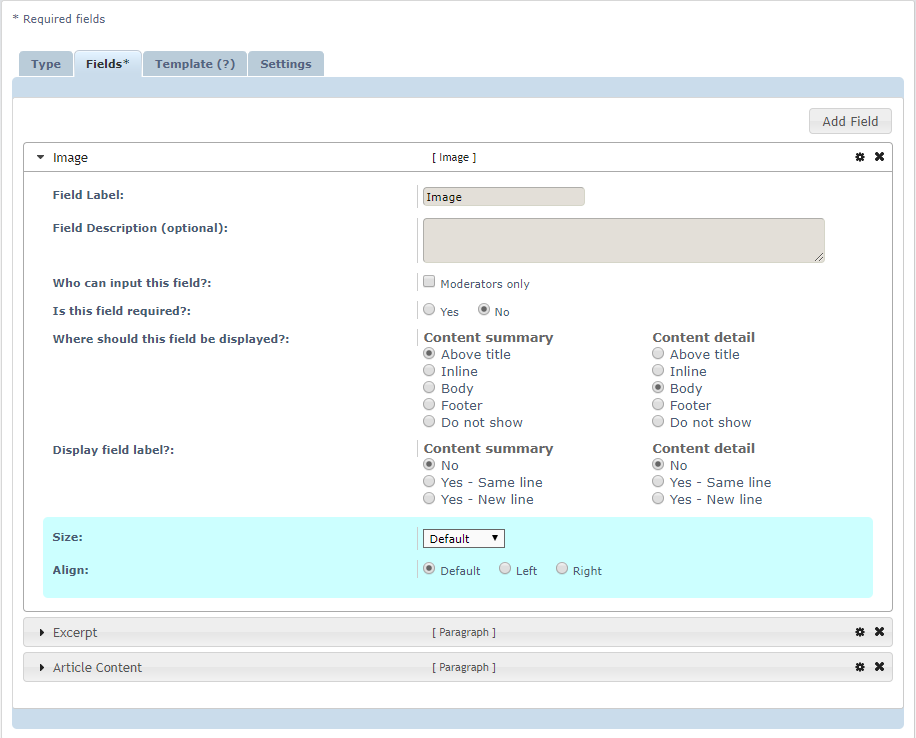 * Required fields
Type Fields* Template (?) Settings
Add Field
Image [ Image ]
Field Label: Image
Field Description (optional):
Who can input this field?: Moderators only
Is this field required?: Yes No
Where should this field be displayed?: Content summary Content detail
Above title Above title
Inline Inline
Body Body
Footer Footer
Do not show Do not show
Display field label?: Content summary Content detail
No No
Yes - Same line Yes - Same line
Yes - New line Yes - New line
Size: Default
Align: Default Left Right
Excerpt [ Paragraph ]
Article Content [ Paragraph ]